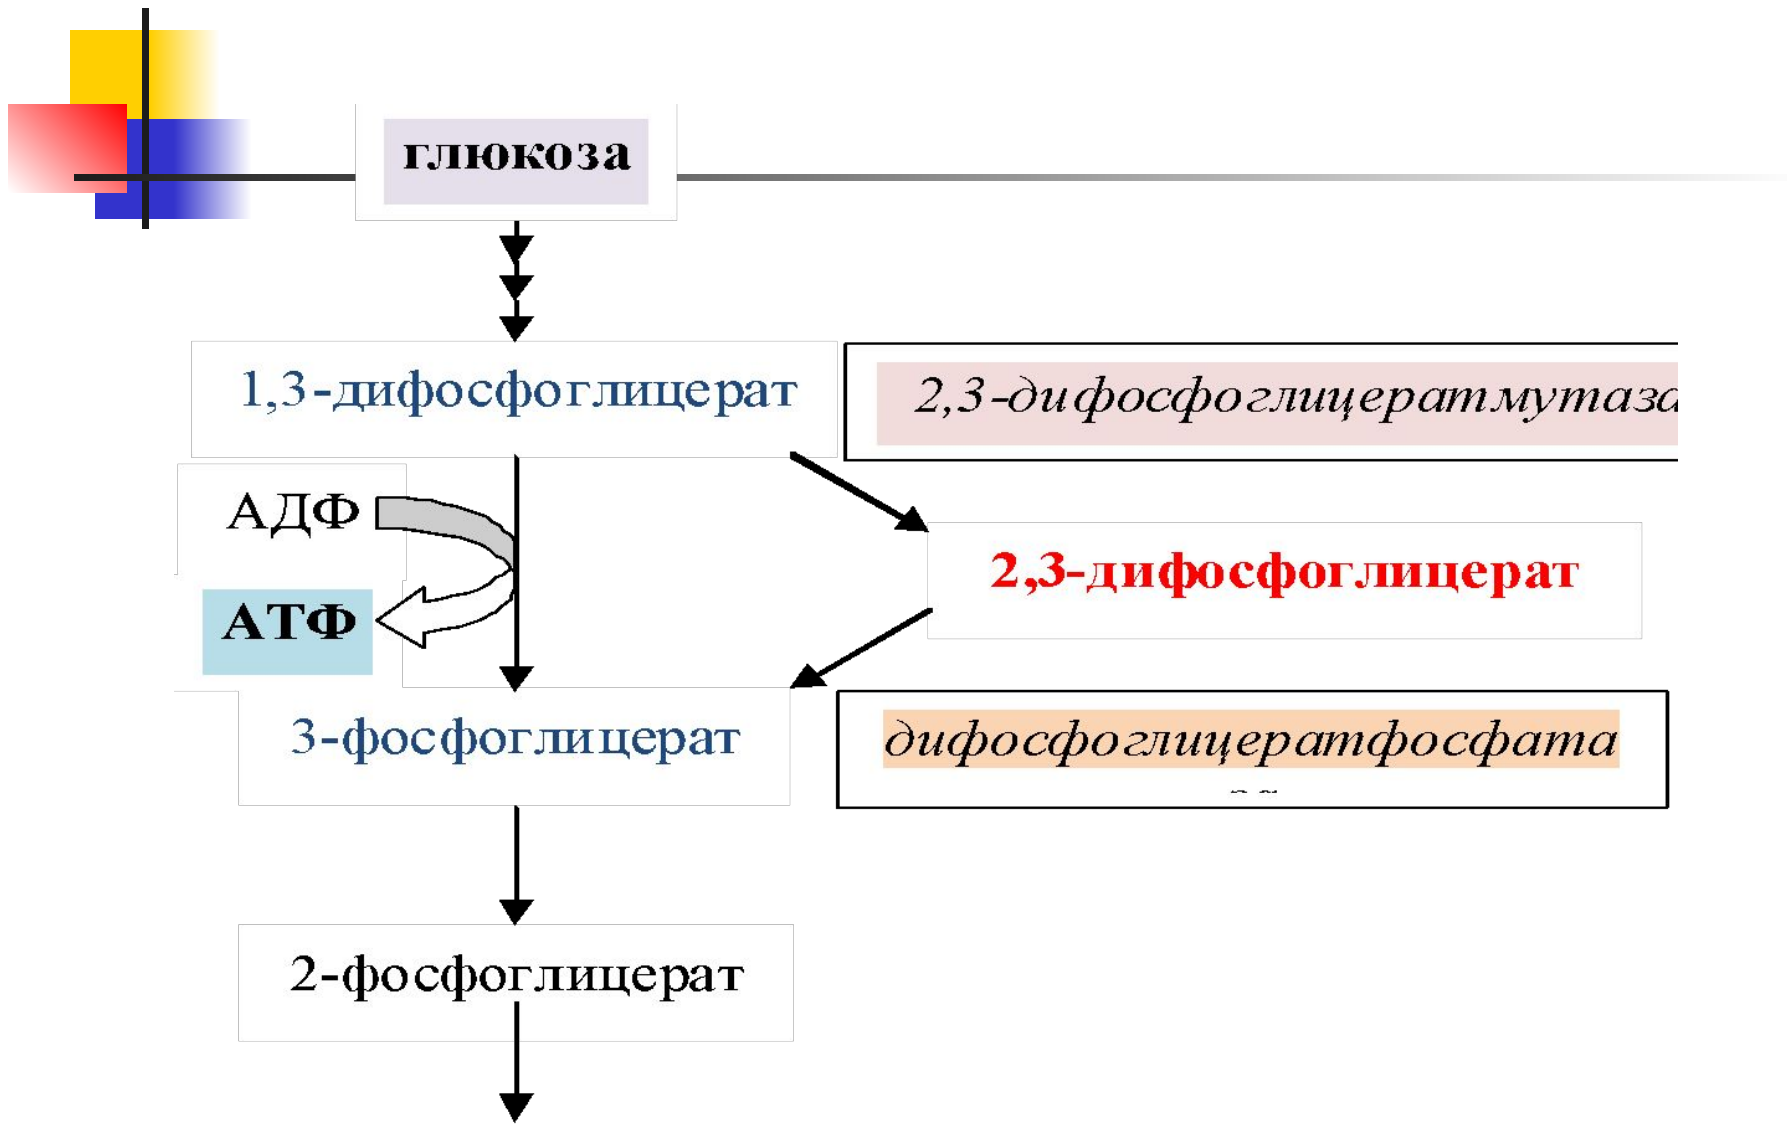 глюкоза
1,3-дифосфоглицерат
2,3-дифосфоглицератмутаза
АДФ
2,3-дифосфоглицерат
АТФ
3-фосфоглицерат
дифосфоглицератфосфата
2-фосфоглицерат